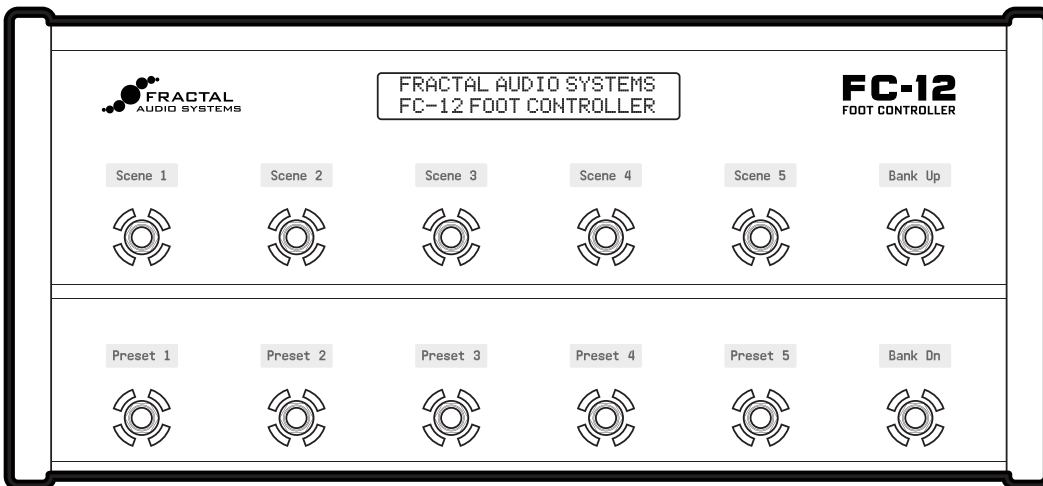 FRACTAL
AUDIO SYSTEMS
FRACTAL AUDIO SYSTEMS
FC-12 FOOT CONTROLLER
FC-12
FOOT CONTROLLER
Scene 1 Scene 2 Scene 3 Scene 4 Scene 5 Bank Up
Preset 1 Preset 2 Preset 3 Preset 4 Preset 5 Bank Dn